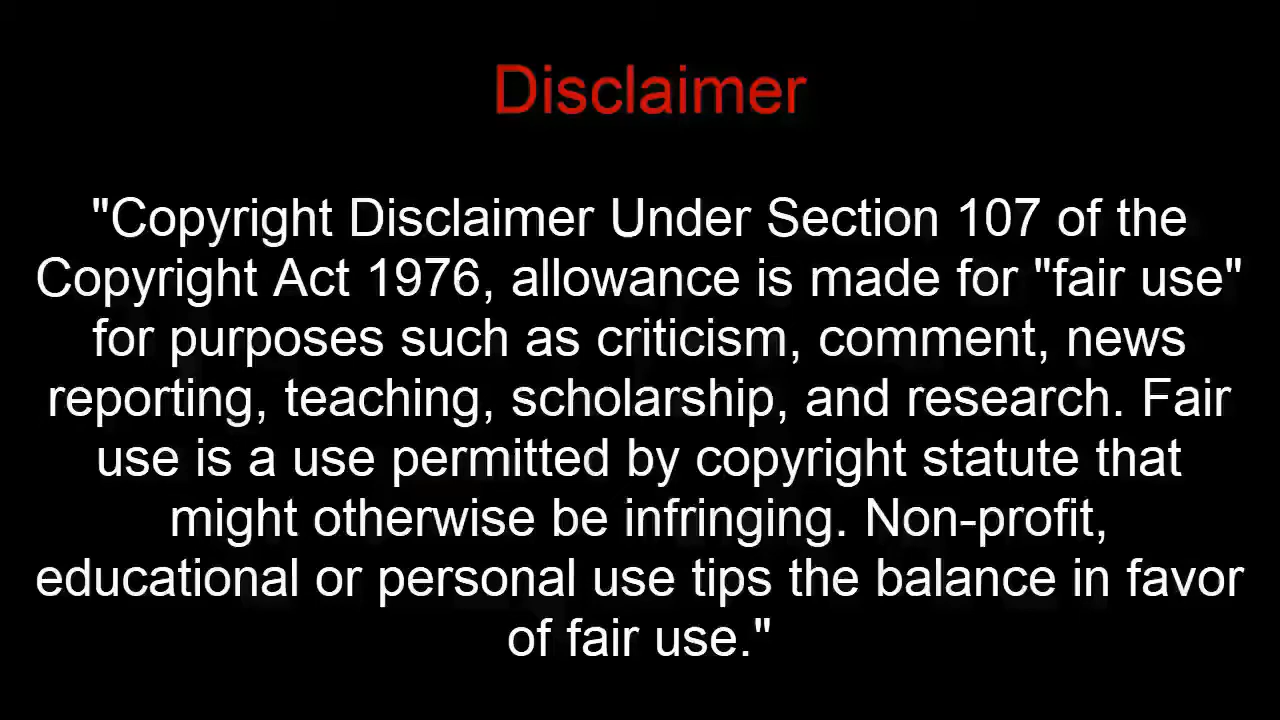 Disclaimer
"Copyright Disclaimer Under Section 107 of the
Copyright Act 1976, allowance is made for "fair use"
for purposes such as criticism, comment, news
reporting, teaching, scholarship, and research. Fair
use is a use permitted by copyright statute that
might otherwise be infringing. Non-profit,
educational or personal use tips the balance in favor
of fair use."